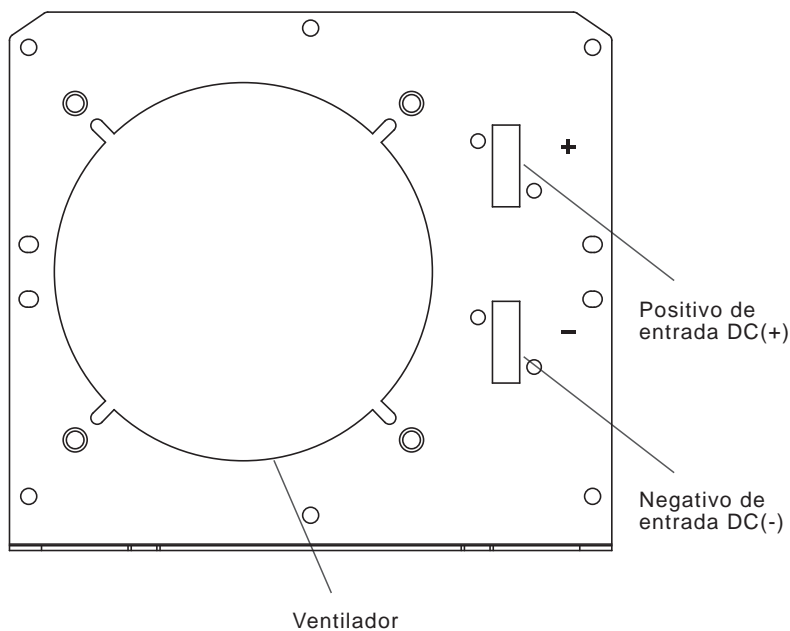 +
Positivo de
entrada DC(+)
-
Negativo de
entrada DC(-)
Ventilador